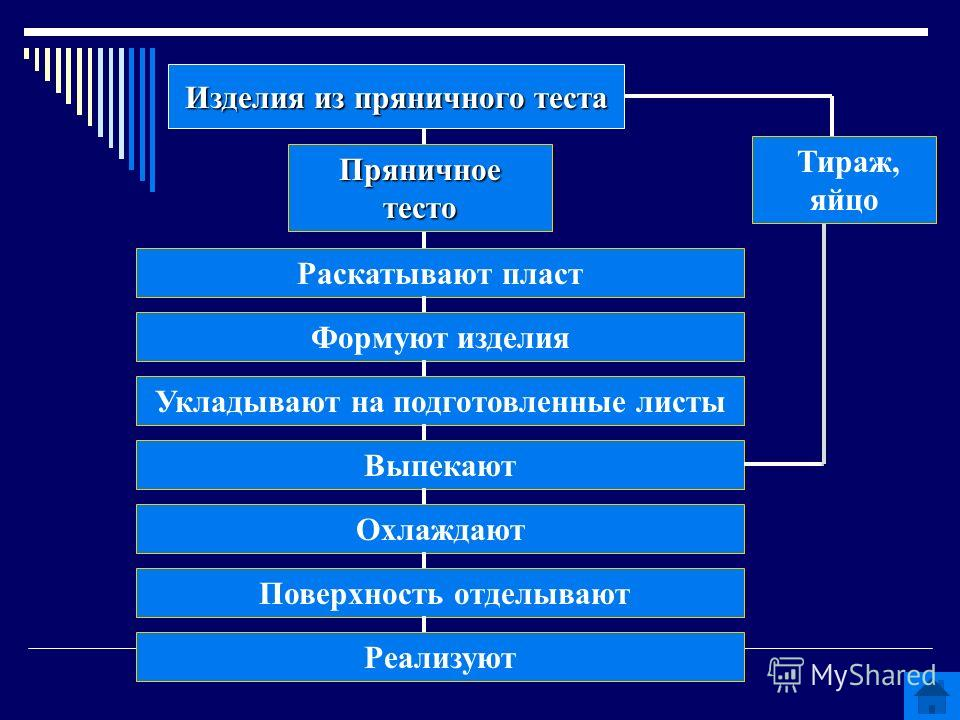 Изделия из пряничного теста
Пряничное
тесто
Тираж,
яйцо
Раскатывают пласт
Формуют изделия
Укладывают на подготовленные листы
Выпекают
Охлаждают
Поверхность отделывают
Реализуют
MyShared